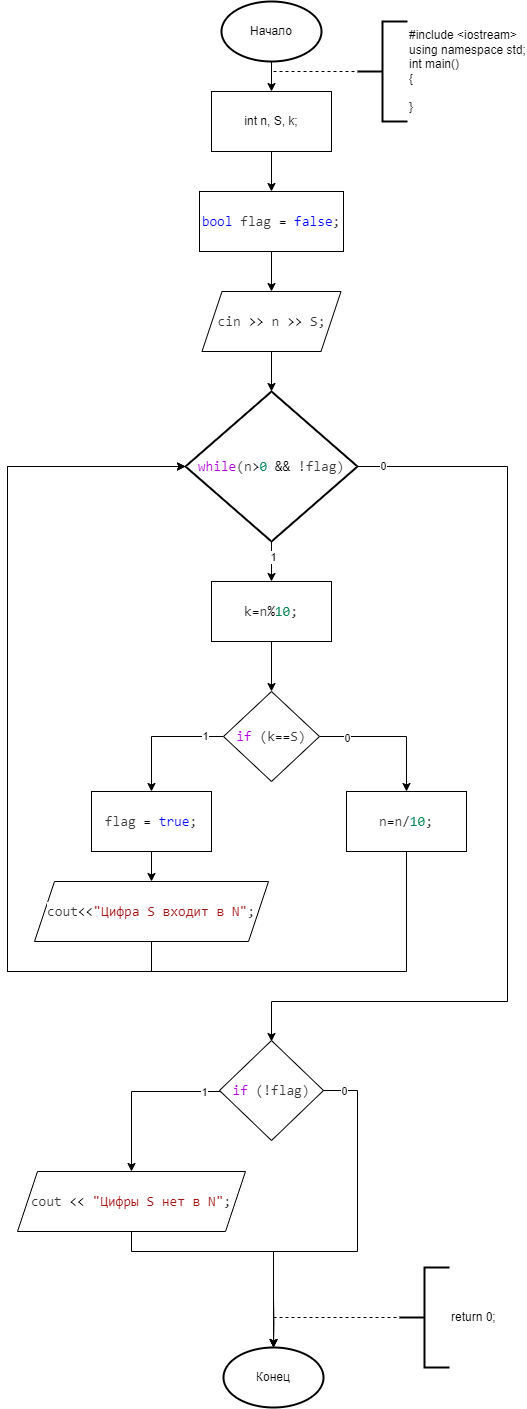 Начало
#include <iostream>
using namespace std;
int main()
{
}
int n, S, k;
bool flag = false;
cin >> n >> S;
while(n>0 && !flag)
0
1
k=n%10;
if (k==S)
1
0
flag = true;
n=n/10;
cout<<"Цифра S входит в N";
if (!flag)
1
0
cout << "Цифры S нет в N";
return 0;
Конец